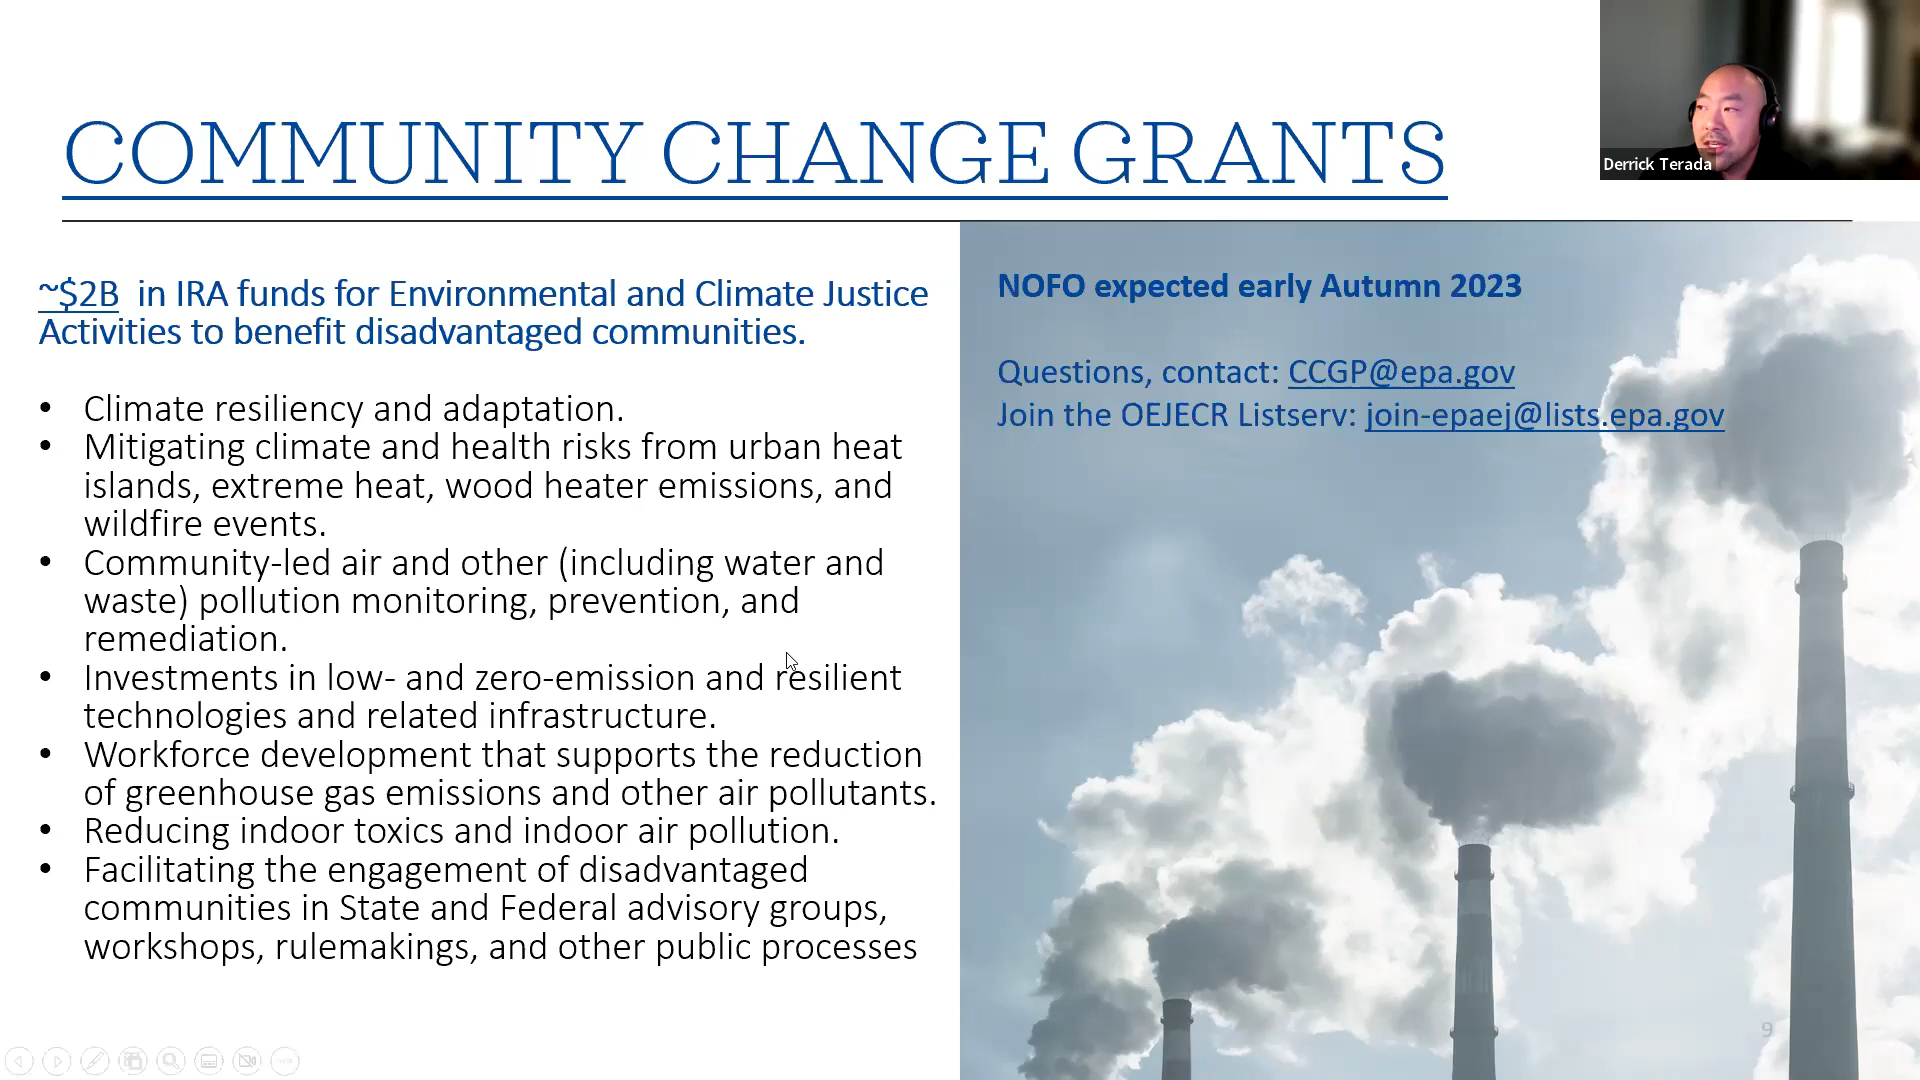 COMMUNITY CHANGE GRANTS
Derrick Terada
~$2B in IRA funds for Environmental and Climate Justice
Activities to benefit disadvantaged communities.
• Climate resiliency and adaptation.
• Mitigating climate and health risks from urban heat
islands, extreme heat, wood heater emissions, and
wildfire events.
• Community-led air and other (including water and
waste) pollution monitoring, prevention, and
remediation.
• Investments in low- and zero-emission and resilient
technologies and related infrastructure.
• Workforce development that supports the reduction
of greenhouse gas emissions and other air pollutants.
• Reducing indoor toxics and indoor air pollution.
• Facilitating the engagement of disadvantaged
communities in State and Federal advisory groups,
workshops, rulemakings, and other public processes
NOFO expected early Autumn 2023
Questions, contact: CCGP@epa.gov
Join the OEJECR Listserv: join-epaej@lists.epa.gov
9